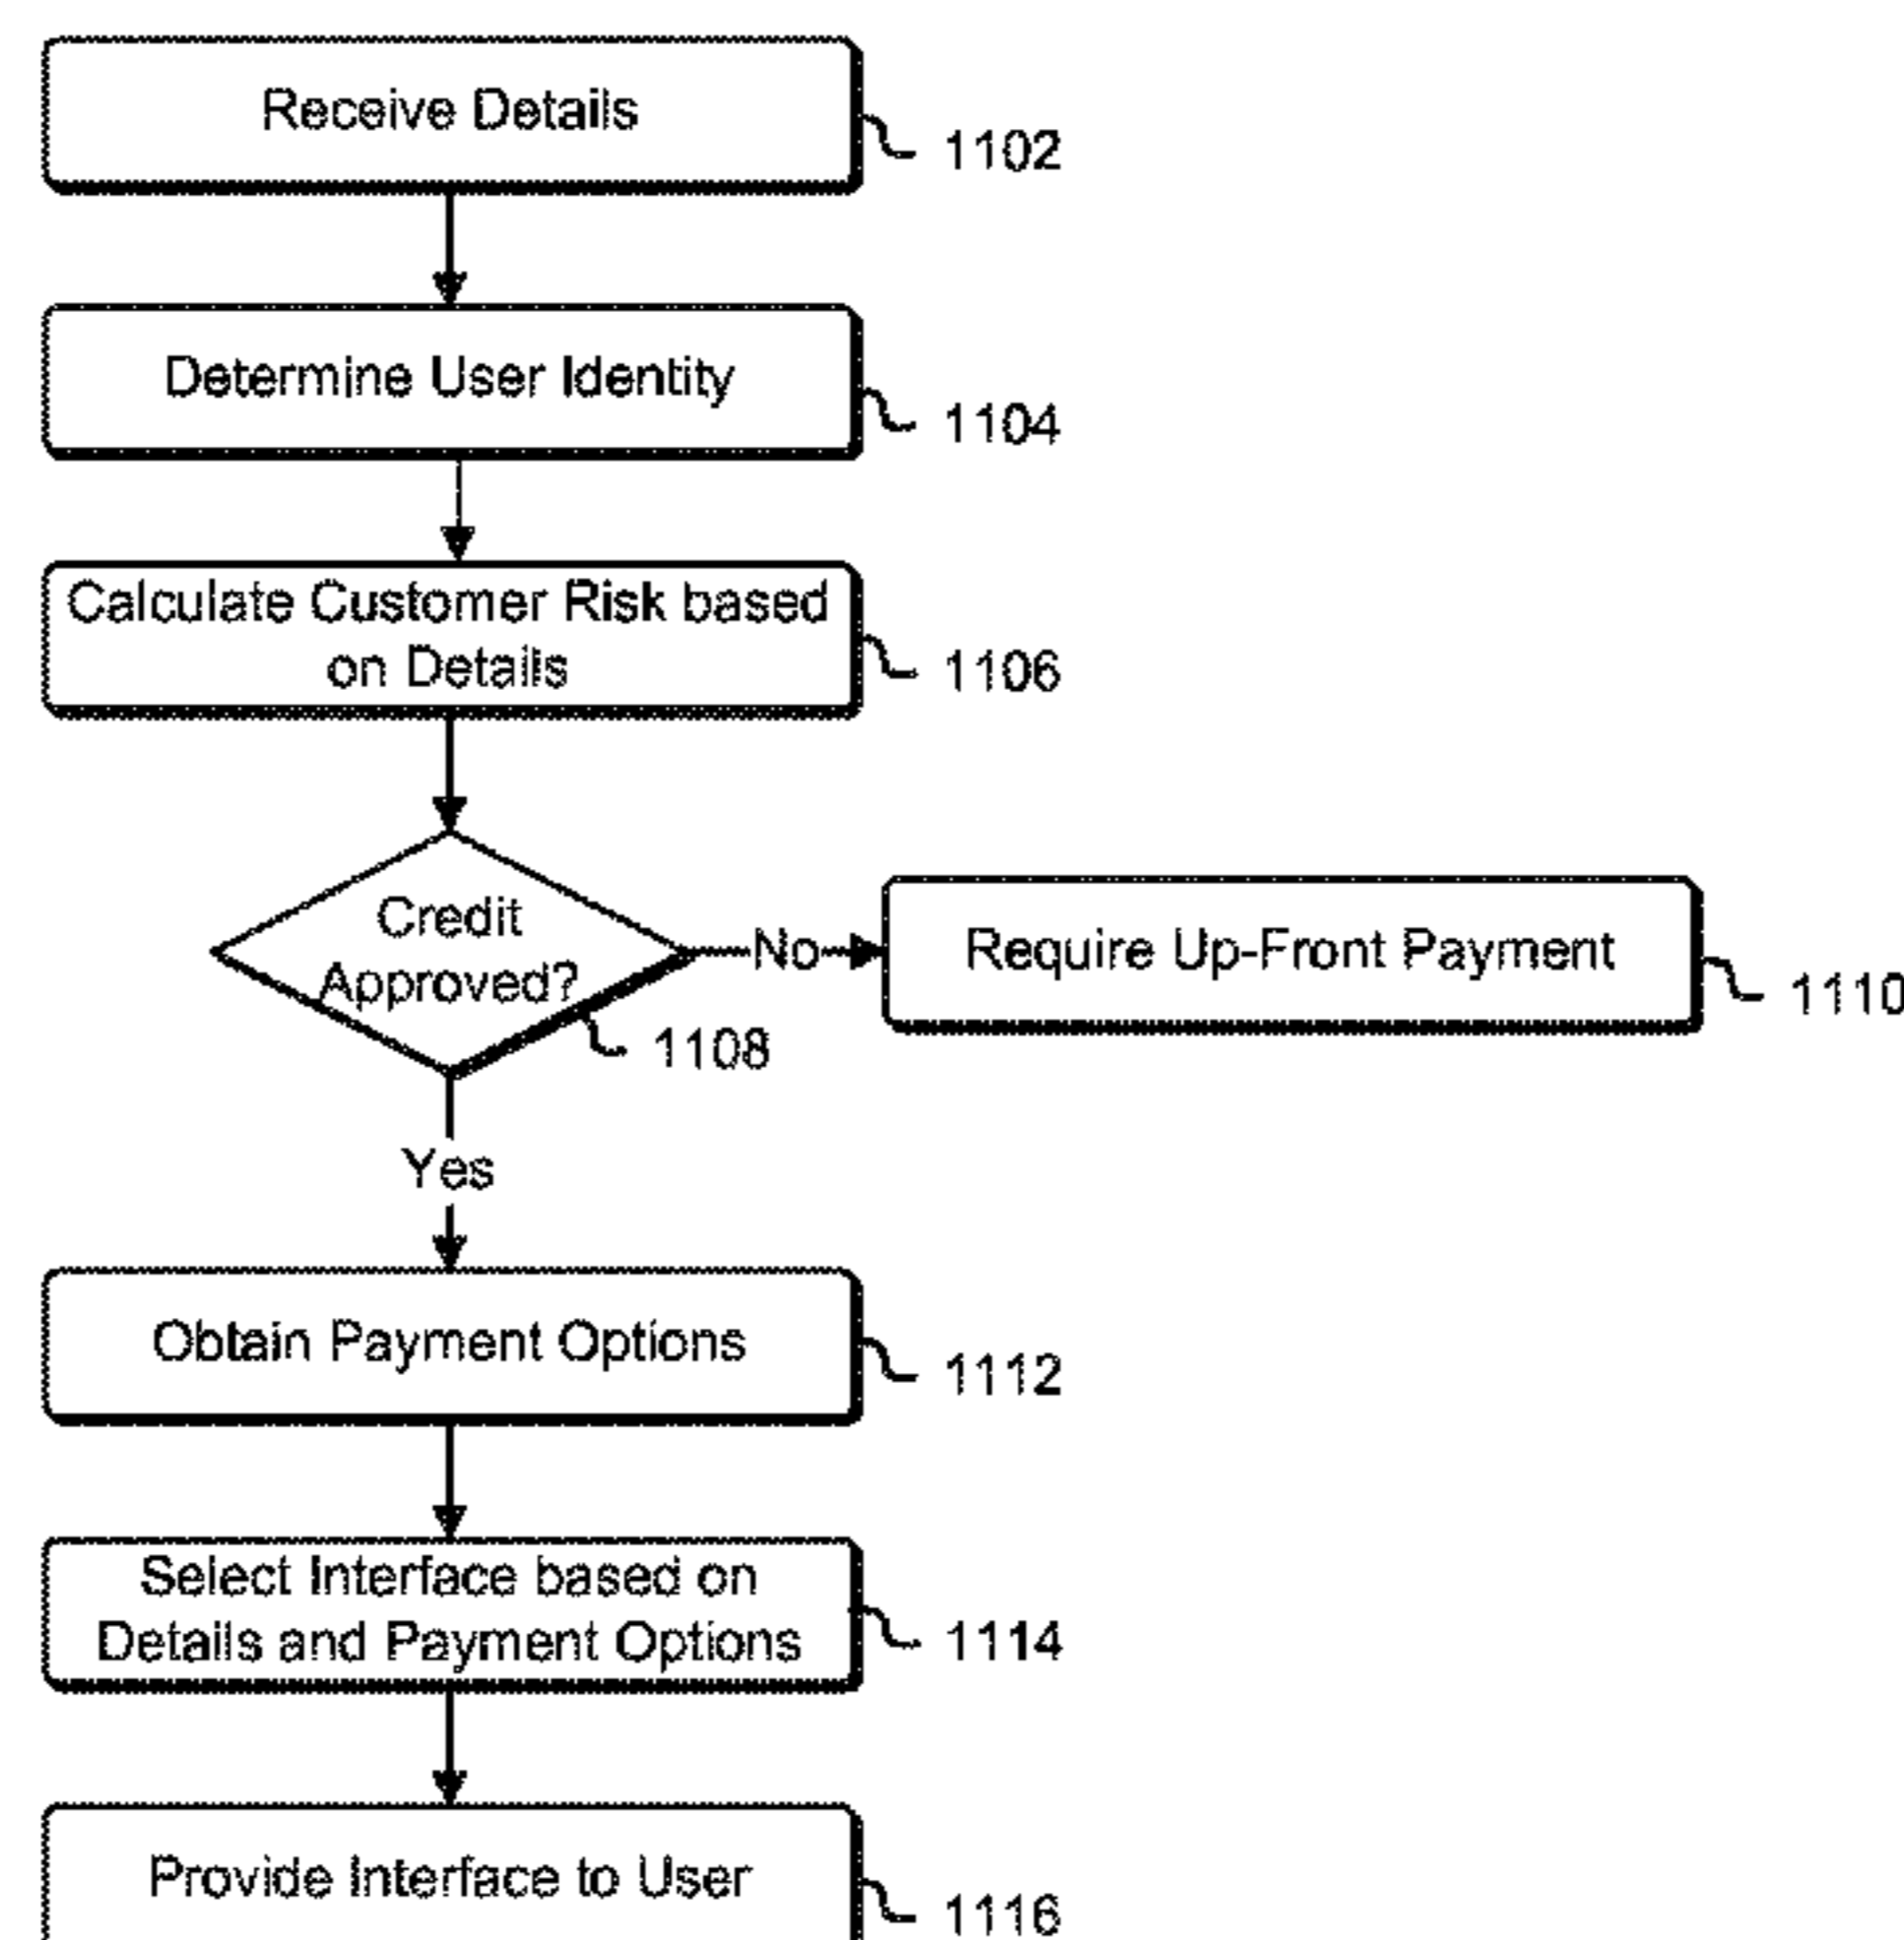 Receive Details
1102
Determine User Identity
1104
Calculate Customer Risk based
on Details
1106
Credit
Approved?
No
Require Up-Front Payment
1110
1108
Yes
Obtain Payment Options
1112
Select Interface based on
Details and Payment Options
1114
Provide Interface to User
1116